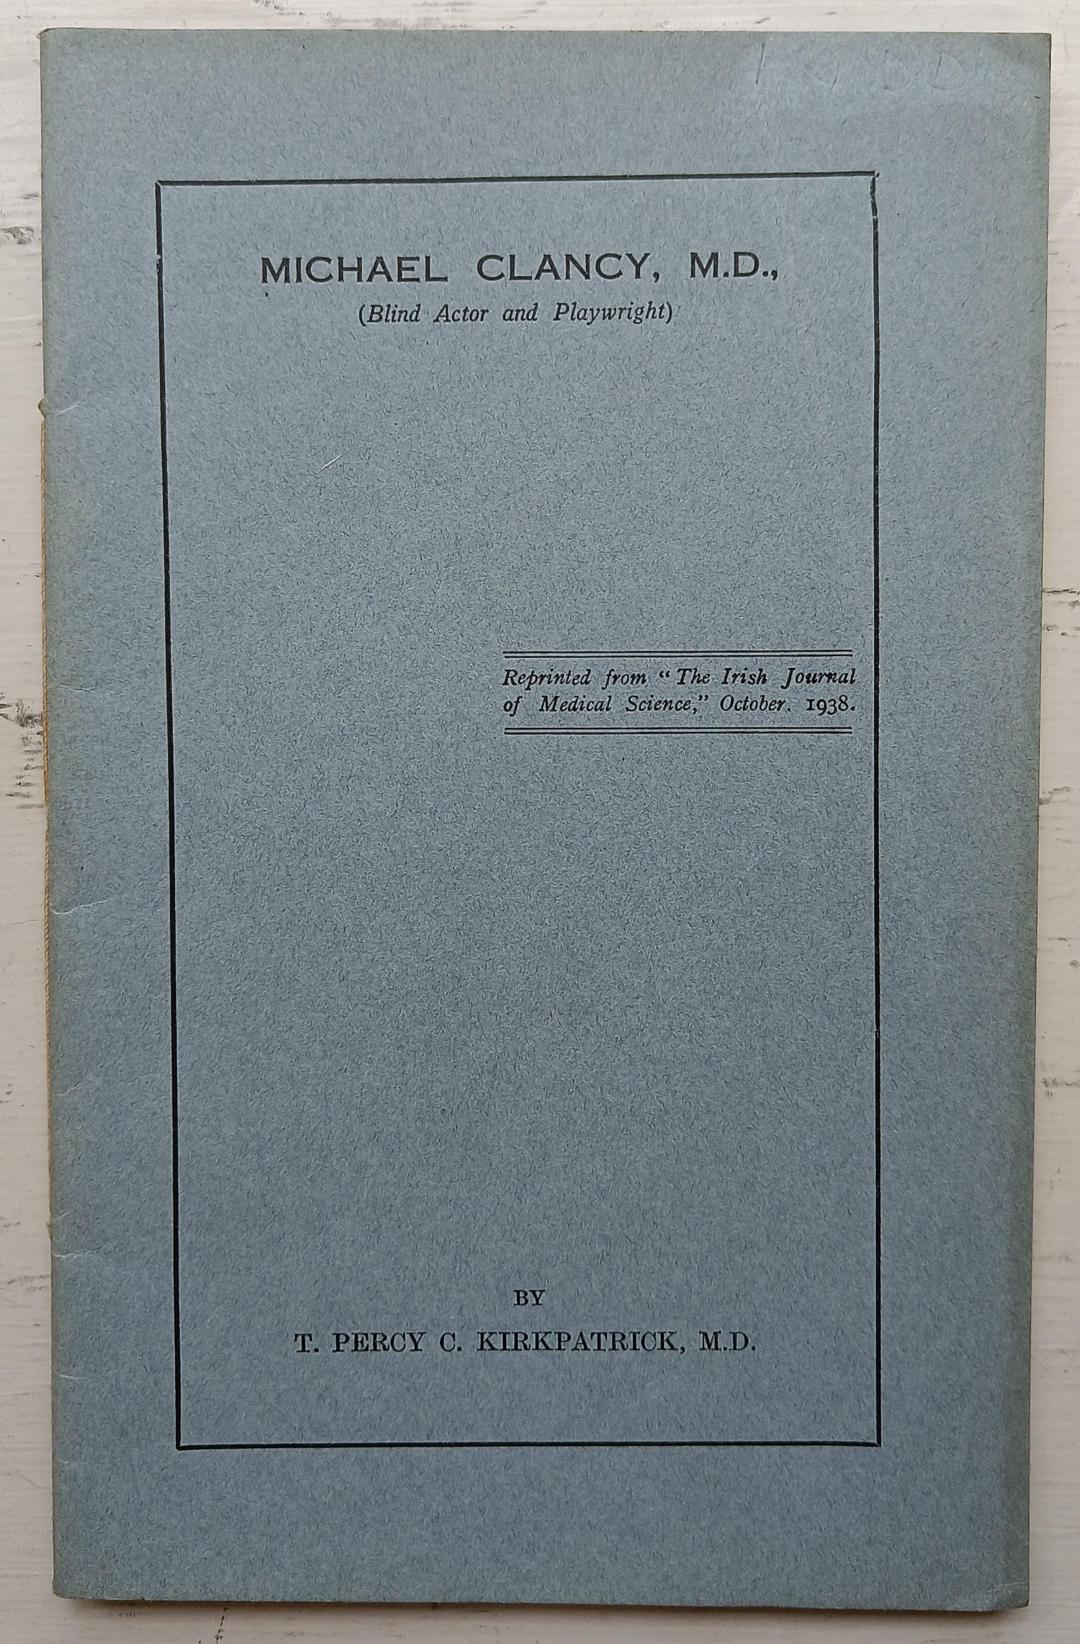 MICHAEL CLANCY, M.D.,
(Blind Actor and Playwright)
Reprinted from “The Irish Journal
of Medical Science,” October. 1938.
BY
T. PERCY C. KIRKPATRICK, M.D.